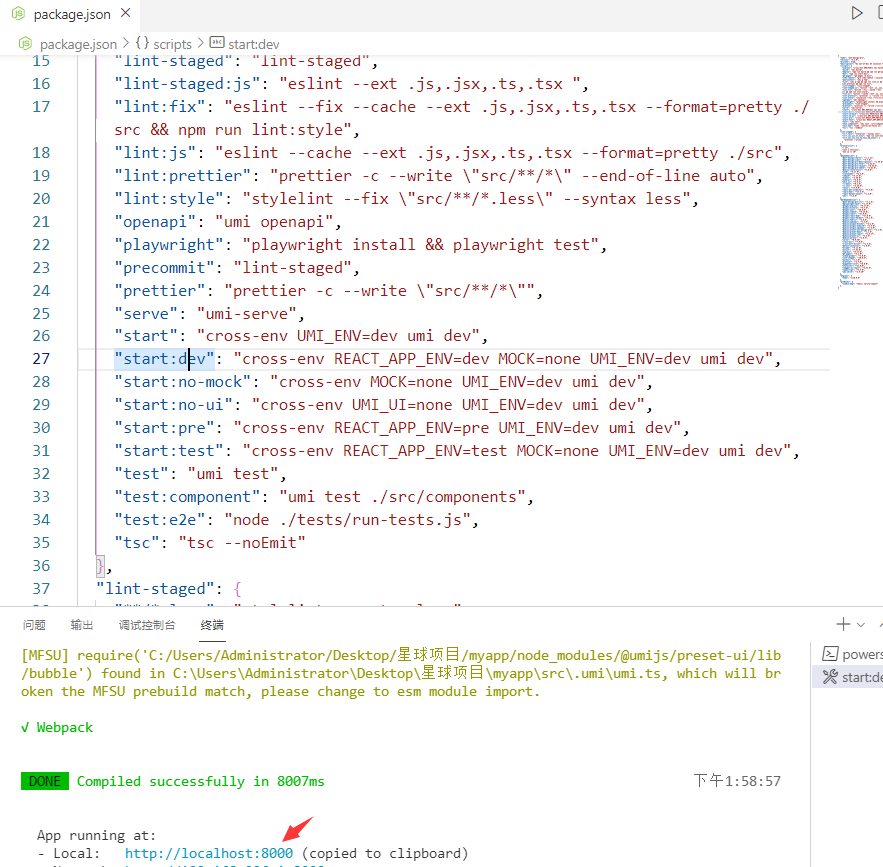 package.json
package.json > {} scripts > start:dev
15 "lint-staged": "lint-staged",
16 "lint-staged:js": "eslint --ext .js,.jsx,.ts,.tsx ",
17 "lint:fix": "eslint --fix --cache --ext .js,.jsx,.ts,.tsx --format=pretty ./
src && npm run lint:style",
18 "lint:js": "eslint --cache --ext .js,.jsx,.ts,.tsx --format=pretty ./src",
19 "lint:prettier": "prettier -c --write \"src/**/*\" --end-of-line auto",
20 "lint:style": "stylelint --fix \"src/**/*.less\" --syntax less",
21 "openapi": "umi openapi",
22 "playwright": "playwright install && playwright test",
23 "precommit": "lint-staged",
24 "prettier": "prettier -c --write \"src/**/*\"",
25 "serve": "umi-serve",
26 "start": "cross-env UMI_ENV=dev umi dev",
27 "start:dev": "cross-env REACT_APP_ENV=dev MOCK=none UMI_ENV=dev umi dev",
28 "start:no-mock": "cross-env MOCK=none UMI_ENV=dev umi dev",
29 "start:no-ui": "cross-env UMI_UI=none UMI_ENV=dev umi dev",
30 "start:pre": "cross-env REACT_APP_ENV=pre UMI_ENV=dev umi dev",
31 "start:test": "cross-env REACT_APP_ENV=test MOCK=none UMI_ENV=dev umi dev",
32 "test": "umi test",
33 "test:component": "umi test ./src/components",
34 "test:e2e": "node ./tests/run-tests.js",
35 "tsc": "tsc --noEmit"
36 },
37 "lint-staged": {
问题 输出 调试控制台 终端
[MFSU] require('C:/Users/Administrator/Desktop/星球项目/myapp/node_modules/@umijs/preset-ui/lib
/bubble') found in C:\Users\Administrator\Desktop\星球项目\myapp\src\.umi\umi.ts, which will br
oken the MFSU prebuild match, please change to esm module import.
powers
start:de
√ Webpack
DONE Compiled successfully in 8007ms 下午1:58:57
App running at:
- Local: http://localhost:8000 (copied to clipboard)